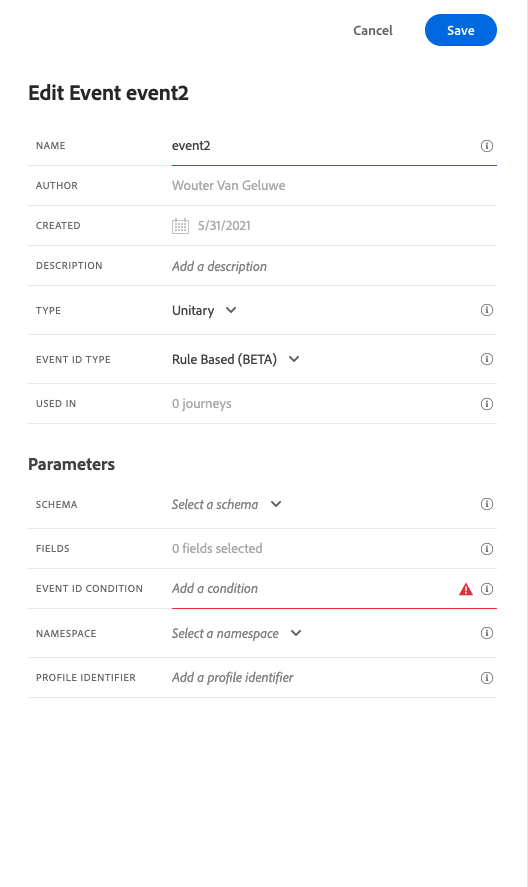 Cancel Save
Edit Event event2
NAME event2
AUTHOR Wouter Van Geluwe
CREATED 5/31/2021
DESCRIPTION Add a description
TYPE Unitary
EVENT ID TYPE Rule Based (BETA)
USED IN 0 journeys
Parameters
SCHEMA Select a schema
FIELDS 0 fields selected
EVENT ID CONDITION Add a condition
NAMESPACE Select a namespace
PROFILE IDENTIFIER Add a profile identifier